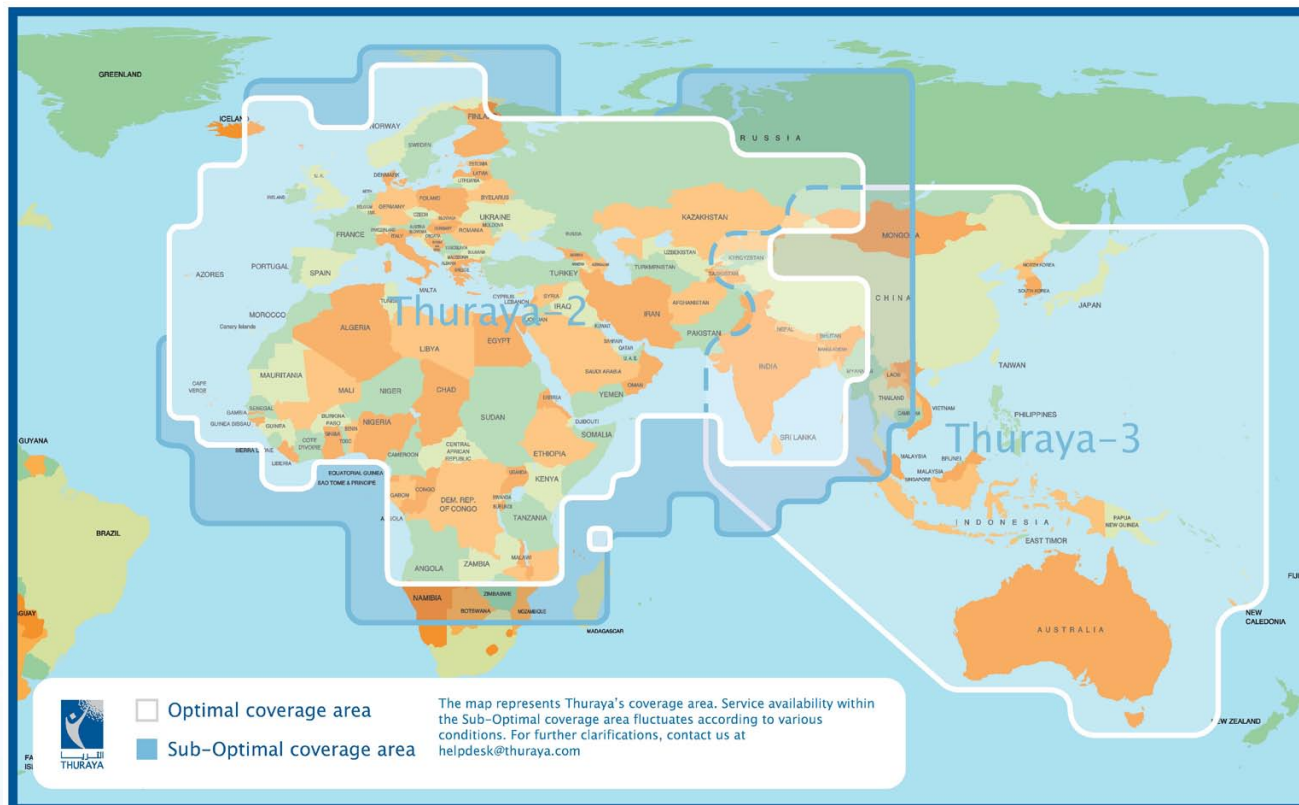 GREENLAND
ICELAND
NORWAY
FINLAND
SWEDEN
RUSSIA
ESTONIA
LATVIA
LITHUANIA
DENMARK
U.K.
IRELAND
GERMANY
POLAND
BYELARUS
CZECH
UKRAINE
MOLDOVA
FRANCE
ROMANIA
KAZAKHSTAN
MONGOLIA
RUSSIA
UZBEKISTAN
KYRGYZSTAN
AZORES
PORTUGAL
SPAIN
ITALY
GREECE
TURKEY
TURKMENISTAN
TAJIKISTAN
NORTH KOREA
SOUTH KOREA
JAPAN
CHINA
MALTA
CYPRUS
LEBANON
SYRIA
IRAQ
IRAN
AFGHANISTAN
MOROCCO
Canary Islands
Thuraya-2
ALGERIA
LIBYA
EGYPT
KUWAIT
BAHRAIN
QATAR
U.A.E.
PAKISTAN
NEPAL
BHUTAN
BANGLADESH
INDIA
TAIWAN
SAUDI ARABIA
OMAN
YEMEN
MYANMAR
LAOS
THAILAND
VIETNAM
PHILIPPINES
CAPE
VERDE
MAURITANIA
MALI
NIGER
CHAD
SUDAN
DJIBOUTI
SOMALIA
SRI LANKA
Thuraya-3
GAMBIA
SENEGAL
GUINEA BISSAU
GUINEA
BURKINA
FASO
BENIN
TOGO
NIGERIA
COTE
D'IVOIRE
LIBERIA
CAMEROON
CENTRAL
AFRICAN
REPUBLIC
ETHIOPIA
MALAYSIA
BRUNEI
MALAYSIA
SINGAPORE
GUYANA
EQUATORIAL GUINEA
SAO TOME & PRINCIPE
GABON
CONGO
DEM. REP.
OF CONGO
UGANDA
KENYA
TANZANIA
INDONESIA
PAPUA
NEW GUINEA
EAST TIMOR
BRAZIL
ANGOLA
ZAMBIA
MALAWI
NAMIBIA
BOTSWANA
ZIMBABWE
MOZAMBIQUE
MADAGASCAR
AUSTRALIA
NEW
CALEDONIA
NEW ZEALAND
الثريا
THURAYA
Optimal coverage area
Sub-Optimal coverage area
The map represents Thuraya's coverage area. Service availability within
the Sub-Optimal coverage area fluctuates according to various
conditions. For further clarifications, contact us at
helpdesk@thuraya.com